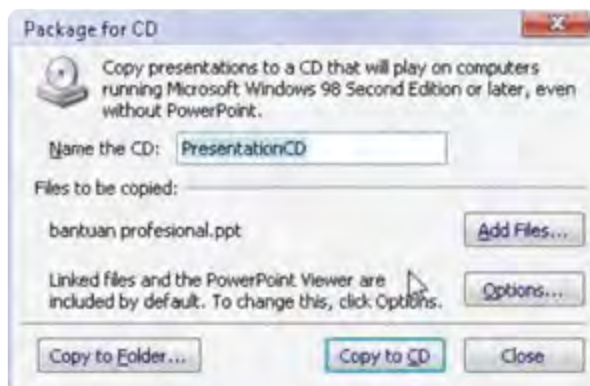 Package for CD
Copy presentations to a CD that will play on computers
running Microsoft Windows 98 Second Edition or later, even
without PowerPoint.
Name the CD: PresentationCD
Files to be copied:
bantuan profesional.ppt Add Files...
Linked files and the PowerPoint Viewer are
included by default. To change this, click Options. Options...
Copy to Folder... Copy to CD Close